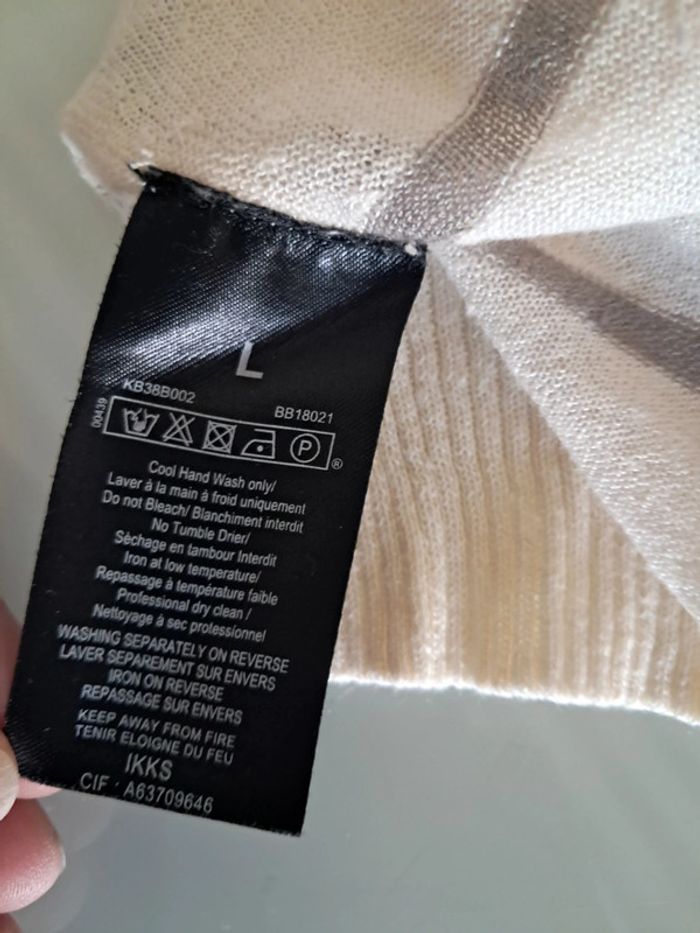 L
KB38B002
BB18021
00439
P
®
Cool Hand Wash only/
Laver à la main à froid uniquement
Do not Bleach/ Blanchiment interdit
No Tumble Drier/
Sèchage en tambour Interdit
Iron at low temperature/
Repassage à température faible
Professional dry clean /
Nettoyage à sec professionnel
WASHING SEPARATELY ON REVERSE
LAVER SEPAREMENT SUR ENVERS
IRON ON REVERSE
REPASSAGE SUR ENVERS
KEEP AWAY FROM FIRE
TENIR ELOIGNE DU FEU
IKKS
CIF : A63709646